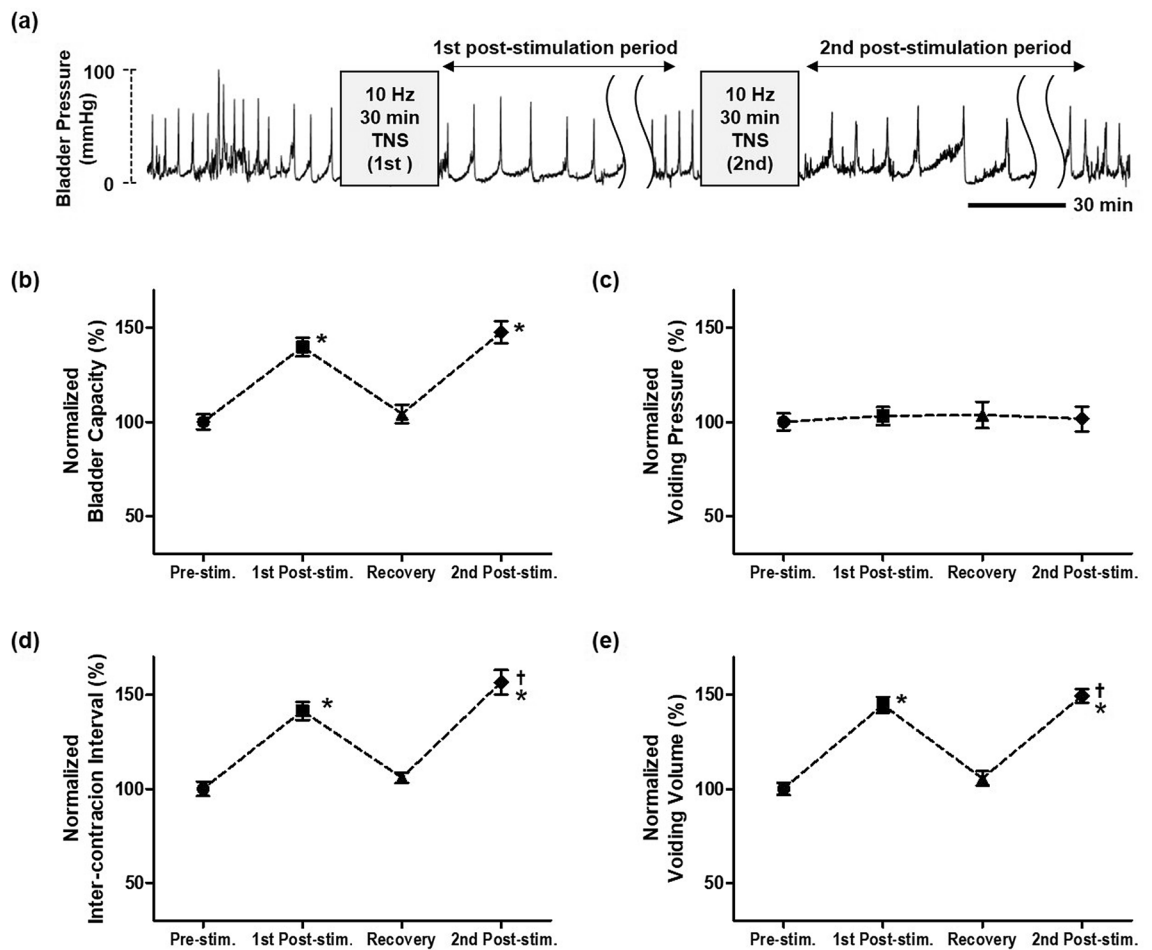 (a)
1st post-stimulation period
2nd post-stimulation period
Bladder Pressure
(mmHg)
100
0
10 Hz
30 min
TNS
(1st )
10 Hz
30 min
TNS
(2nd)
30 min
(b)
Normalized
Bladder Capacity (%)
150
100
50
*
*
Pre-stim. 1st Post-stim. Recovery 2nd Post-stim.
(c)
Normalized
Voiding Pressure (%)
150
100
50
Pre-stim. 1st Post-stim. Recovery 2nd Post-stim.
(d)
Normalized
Inter-contracion Interval (%)
150
100
50
*
†
*
Pre-stim. 1st Post-stim. Recovery 2nd Post-stim.
(e)
Normalized
Voiding Volume (%)
150
100
50
*
†
*
Pre-stim. 1st Post-stim. Recovery 2nd Post-stim.